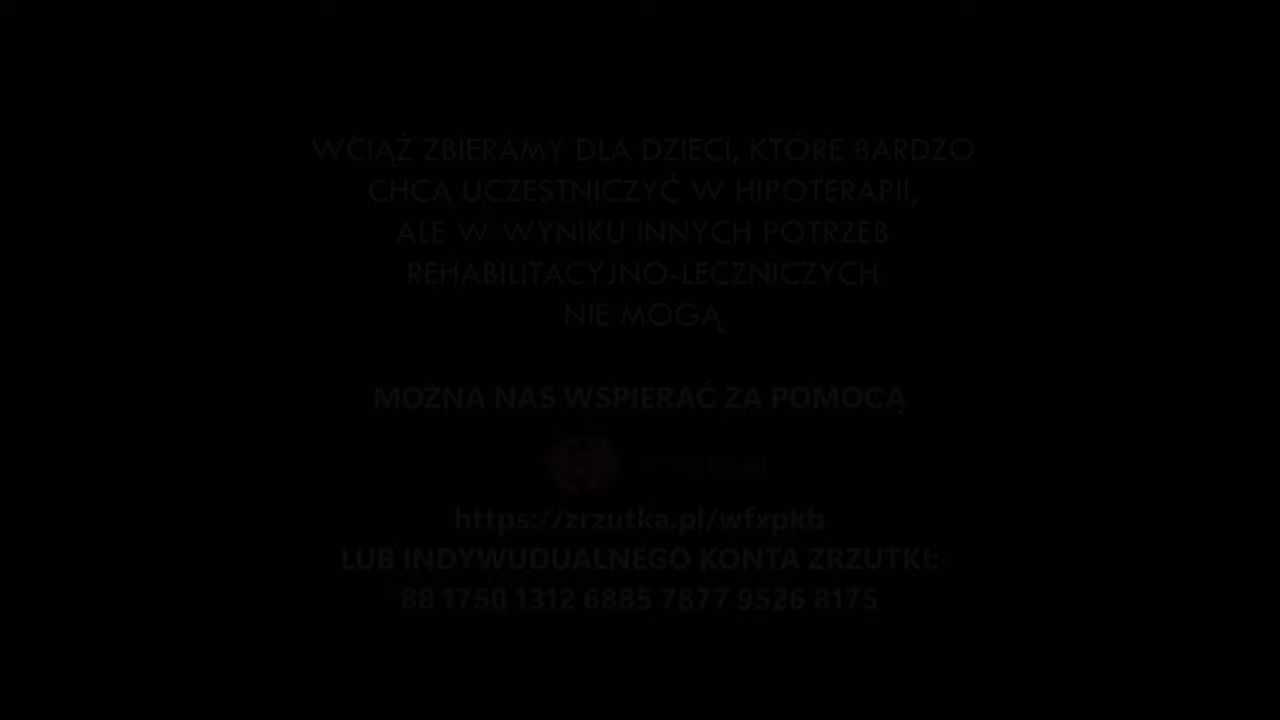 WCIĄŻ ZBIERAMY DLA DZIECI, KTÓRE BARDZO
CHCĄ UCZESTNICZYĆ W HIPOTERAPII,
ALE W WYNIKU INNYCH POTRZEB
REHABILITACYJNO-LECZNICZYCH
NIE MOGĄ
MOŻNA NAS WSPIERAĆ ZA POMOCĄ
https://zrzutka.pl/wfxpkb
LUB INDYWUDUALNEGO KONTA ZRZUTKI:
88 1750 1312 6885 7877 9526 8175